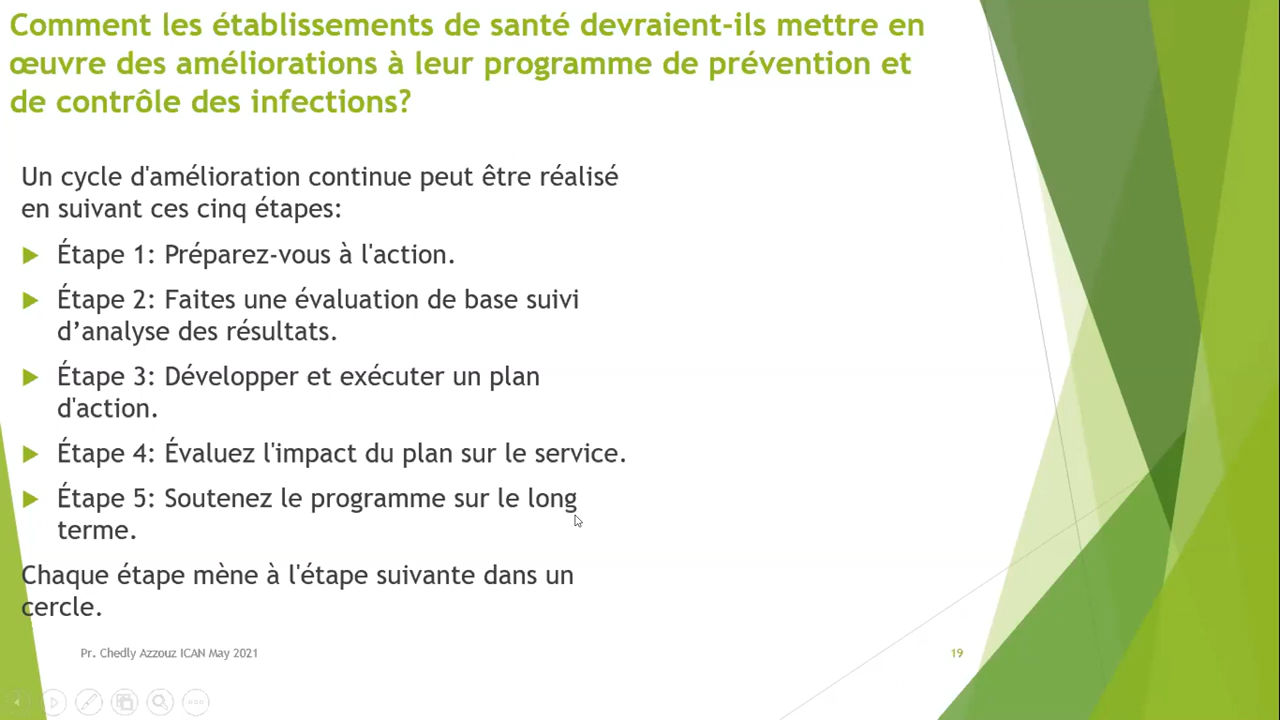 Comment les établissements de santé devraient-ils mettre en
œuvre des améliorations à leur programme de prévention et
de contrôle des infections?
Un cycle d'amélioration continue peut être réalisé
en suivant ces cinq étapes:
Étape 1: Préparez-vous à l'action.
Étape 2: Faites une évaluation de base suivi
d’analyse des résultats.
Étape 3: Développer et exécuter un plan
d'action.
Étape 4: Évaluez l'impact du plan sur le service.
Étape 5: Soutenez le programme sur le long
terme.
Chaque étape mène à l'étape suivante dans un
cercle.
Pr. Chedly Azzouz ICAN May 2021
19